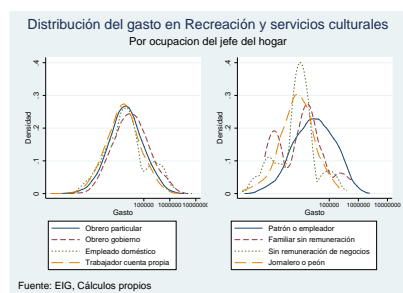 Distribución del gasto en Recreación y servicios culturales
Por ocupacion del jefe del hogar
Densidad
0 .1 .2 .3 .4
100000 1000000 10000000
Gasto
Obrero particular
Obrero gobierno
Empleado doméstico
Trabajador cuenta propia
Densidad
0 .1 .2 .3 .4
100000 1000000 10000000
Gasto
Patrón o empleador
Familiar sin remuneración
Sin remuneración de negocios
Jornalero o peón
Fuente: EIG, Cálculos propios